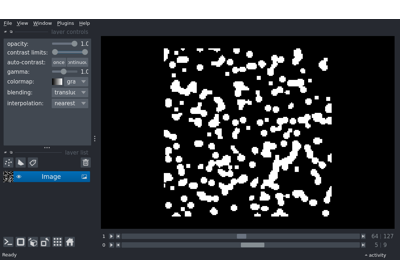 File View Window Plugins Help
layer controls
opacity: 1.0
contrast limits:
auto-contrast: once
gamma: 1.0
colormap: gra
blending: translu
interpolation: nearest
layer list
Image
1 64 127
0 5 9
Ready activity